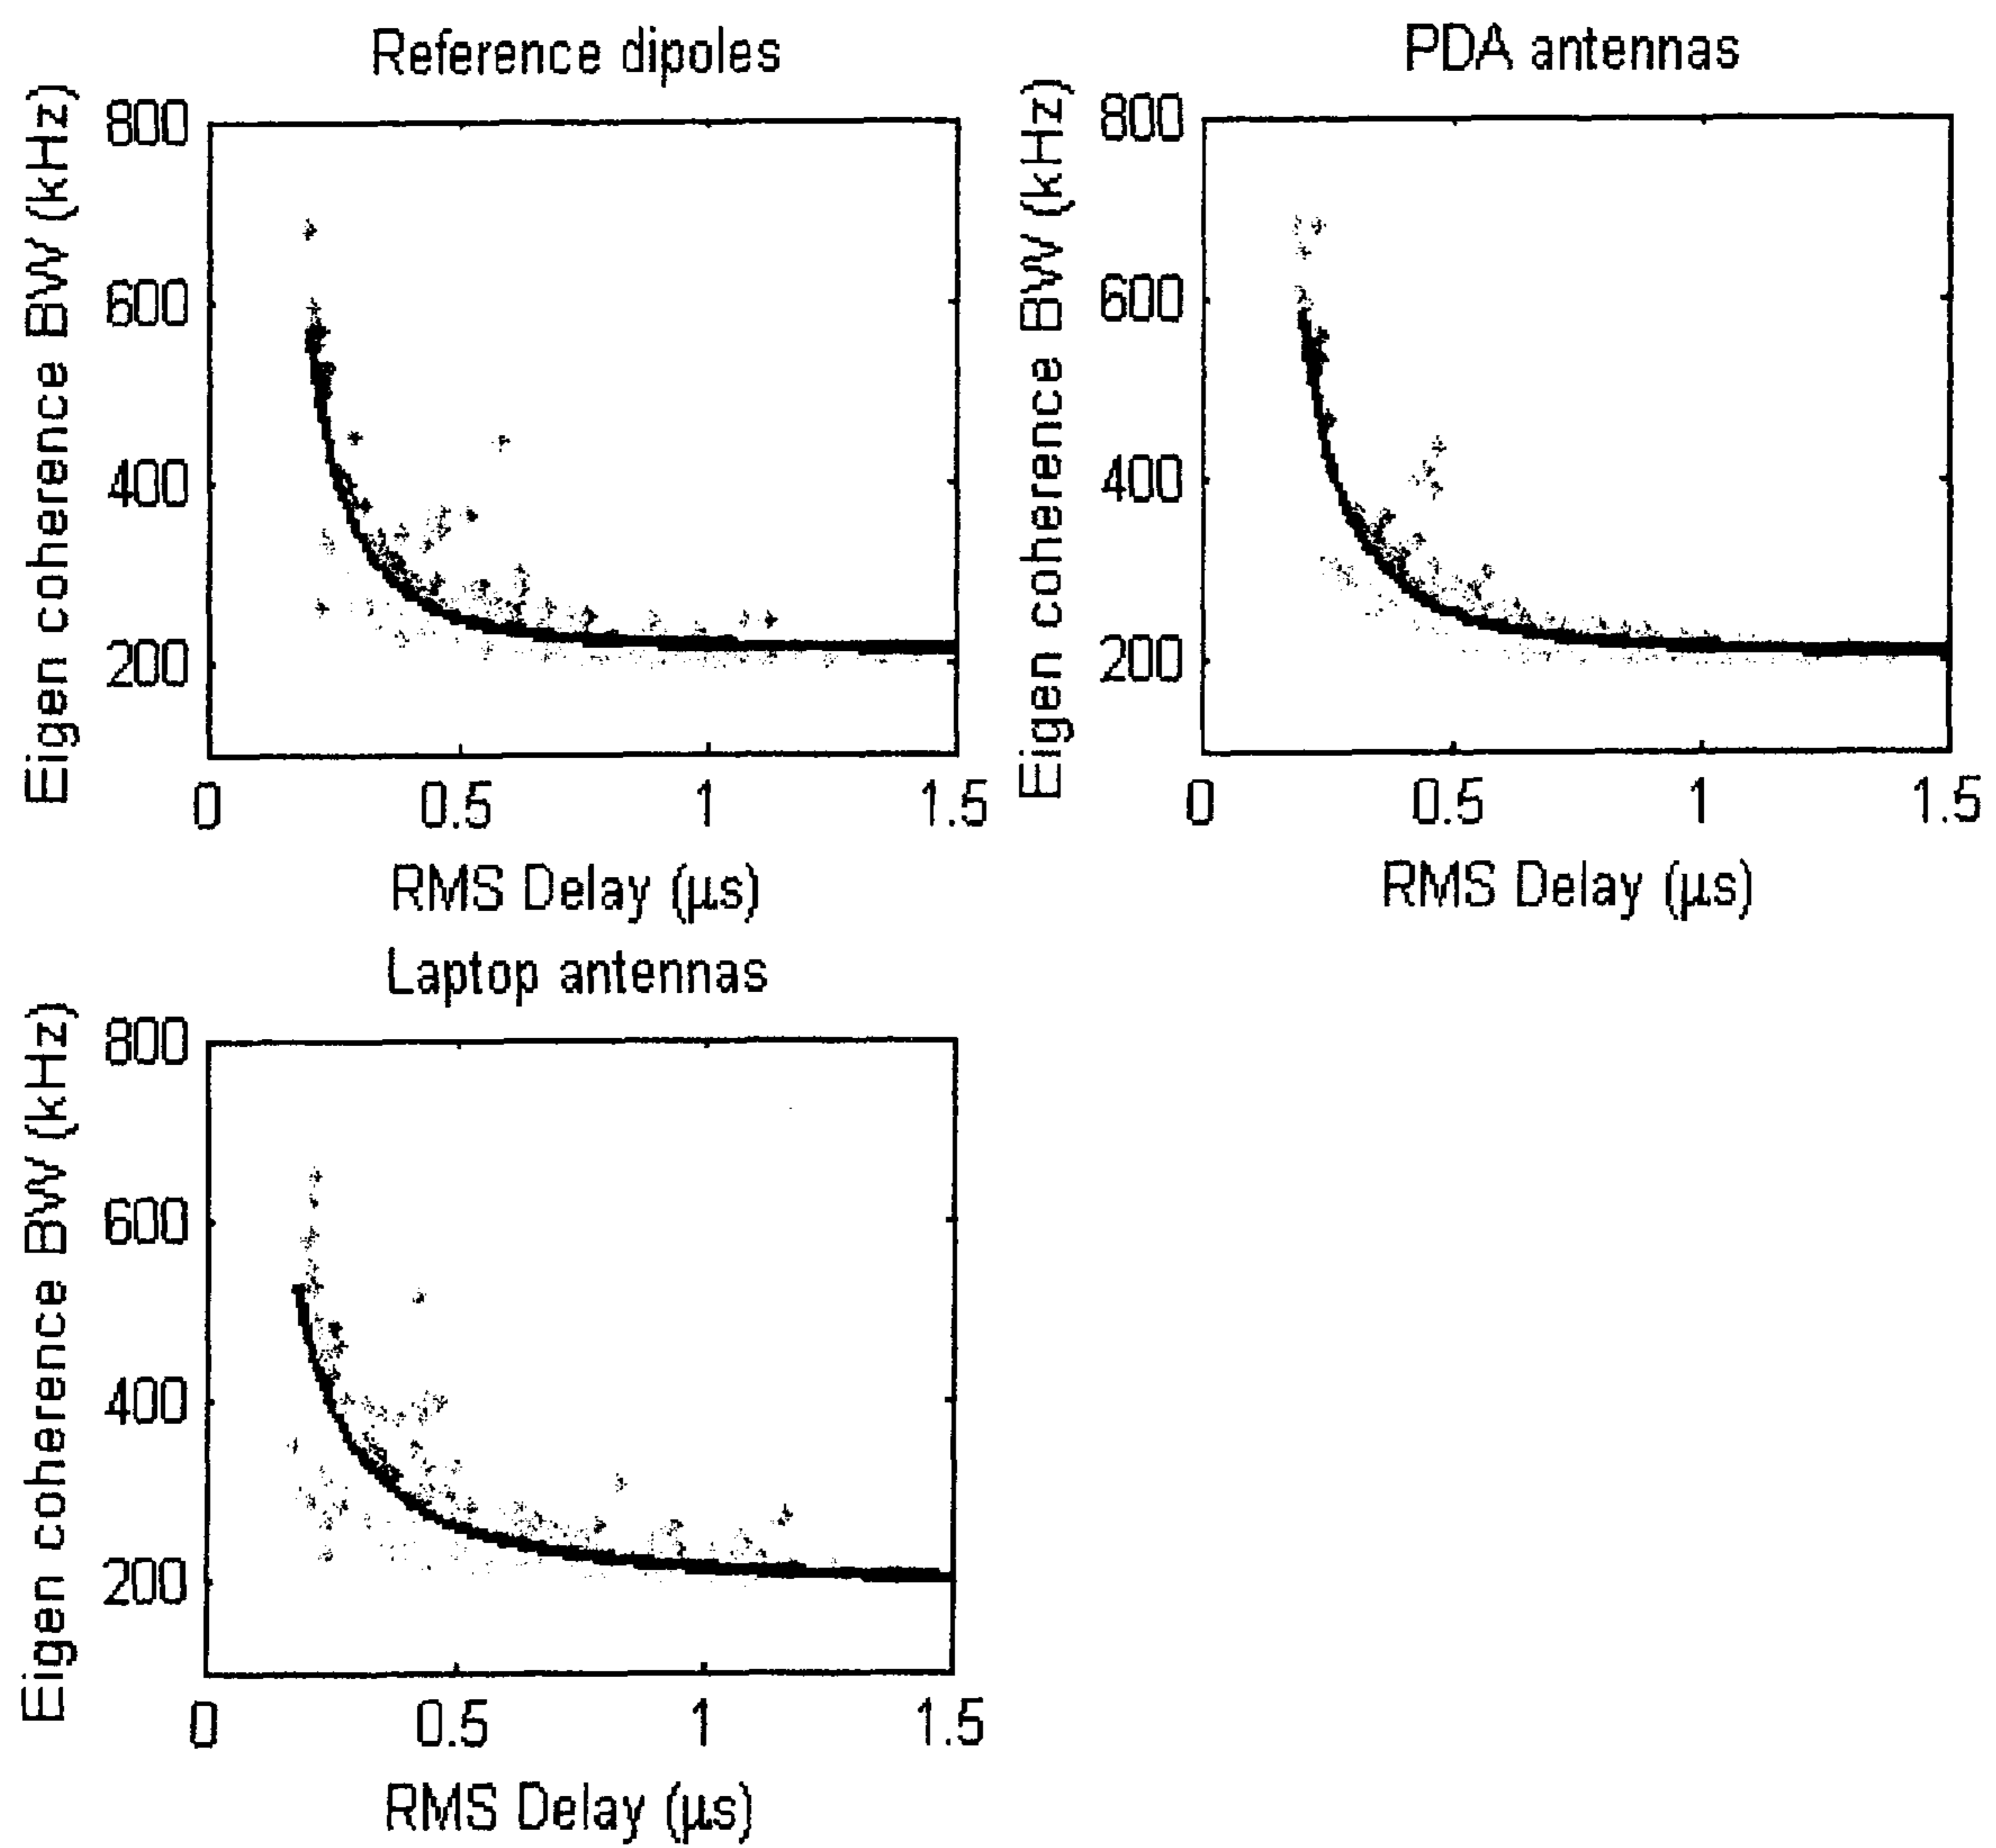 Reference dipoles
Eigen coherence BW (kHz)
800
600
400
200
0
0.5
1
1.5
RMS Delay (µs)
PDA antennas
Eigen coherence BW (kHz)
800
600
400
200
0
0.5
1
1.5
RMS Delay (µs)
Laptop antennas
Eigen coherence BW (kHz)
800
600
400
200
0
0.5
1
1.5
RMS Delay (µs)